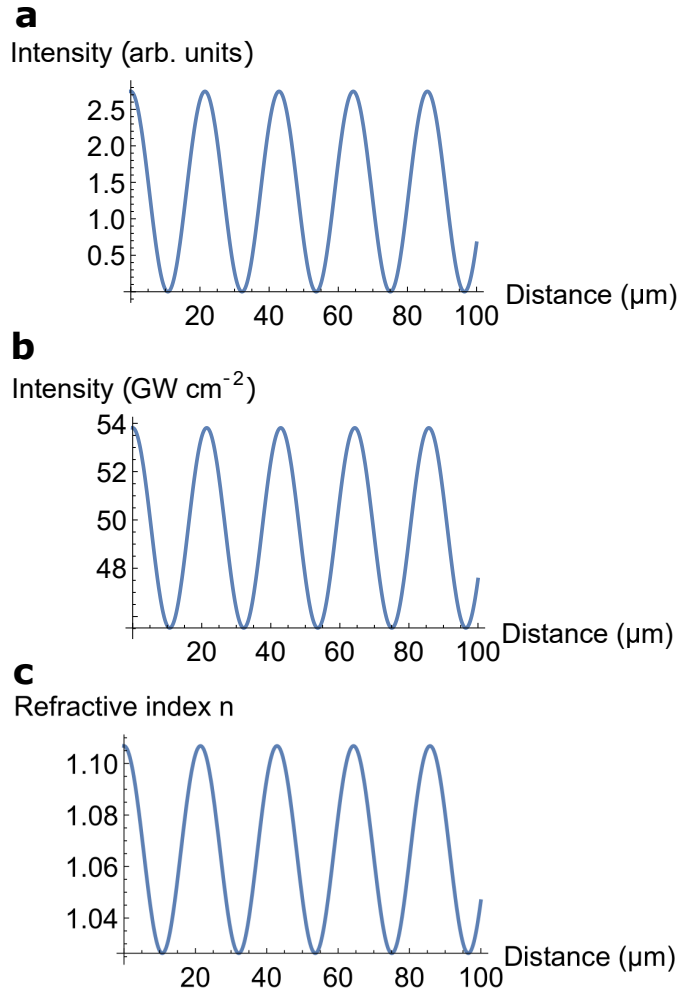 a
Intensity (arb. units)
2.5
2.0
1.5
1.0
0.5
20 40 60 80 100 Distance (µm)
b
Intensity (GW cm⁻²)
54
52
50
48
20 40 60 80 100 Distance (µm)
c
Refractive index n
1.10
1.08
1.06
1.04
20 40 60 80 100 Distance (µm)